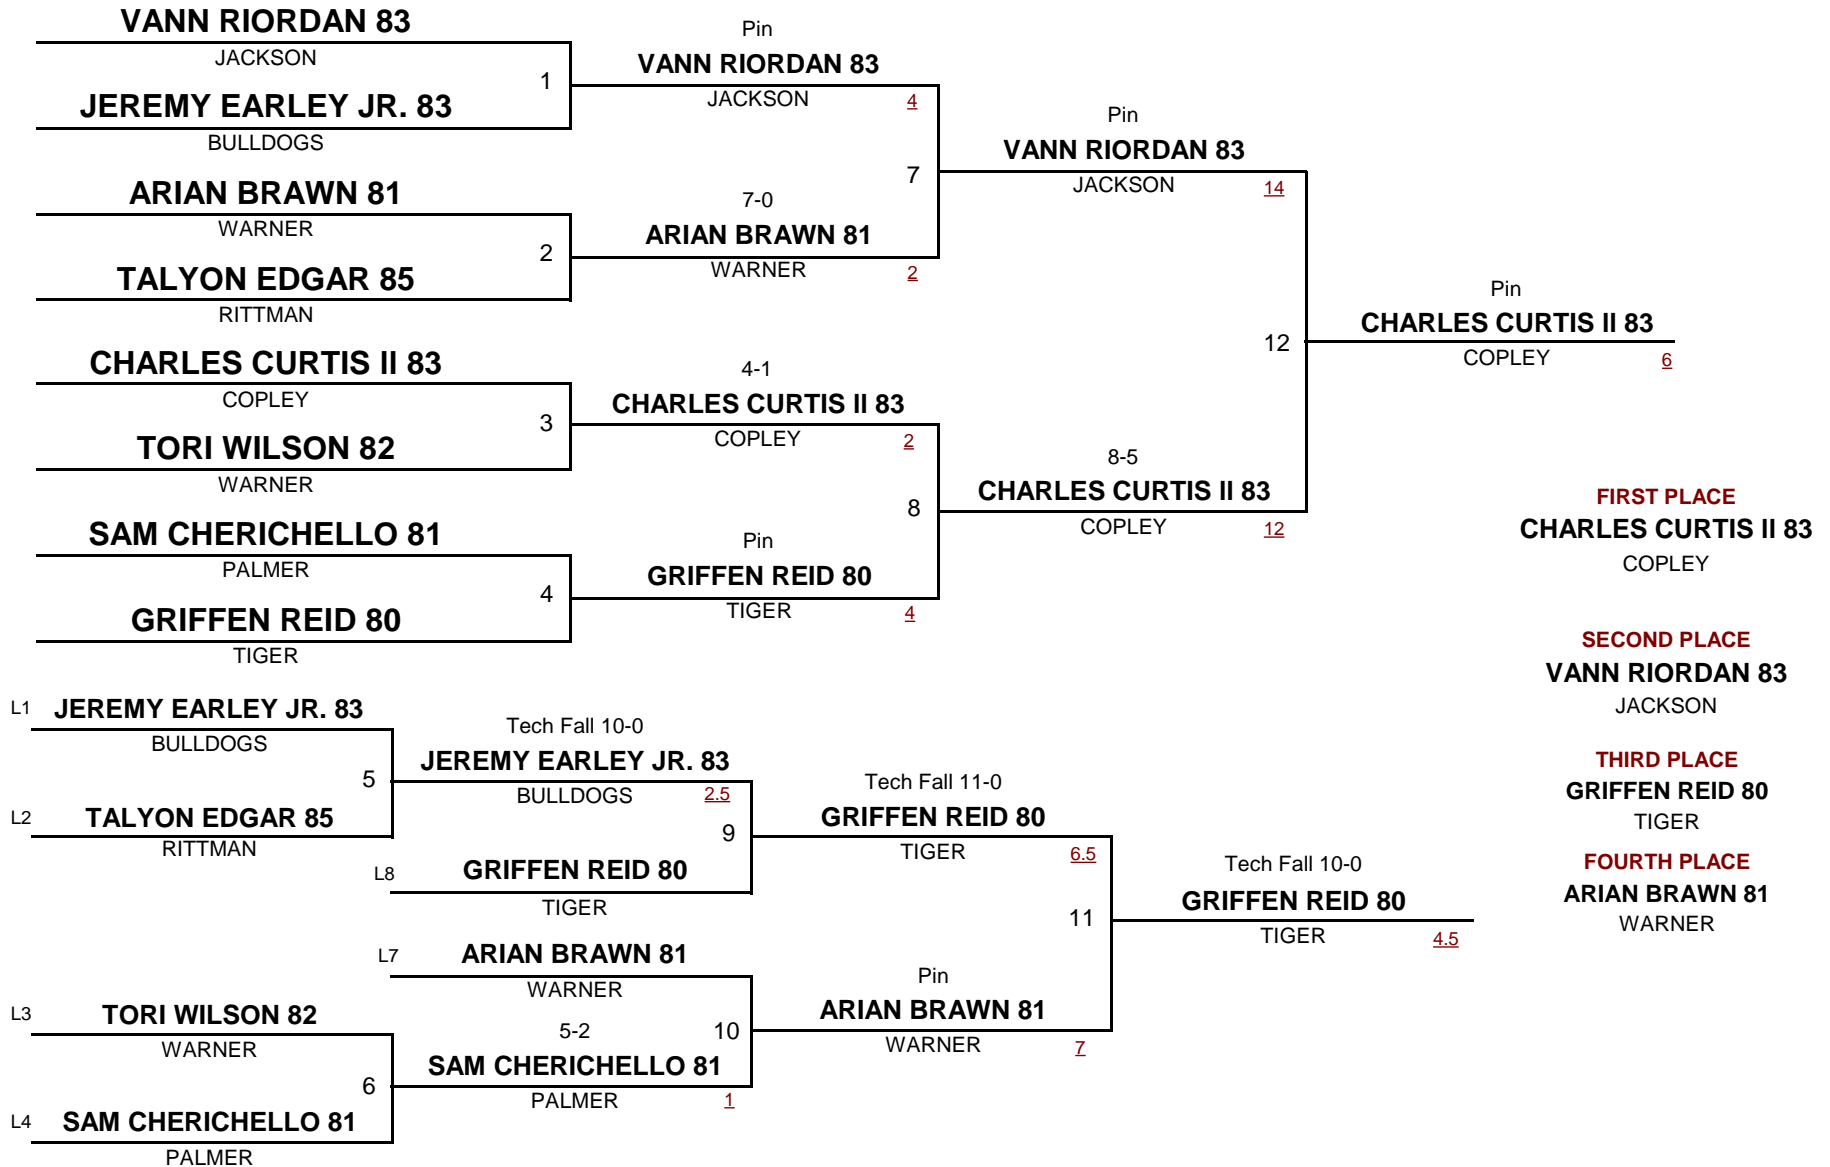 VANN RIORDAN 83
JACKSON
1
JEREMY EARLEY JR. 83
BULLDOGS
Pin
VANN RIORDAN 83
JACKSON
4
ARIAN BRAWN 81
WARNER
2
TALYON EDGAR 85
RITTMAN
7-0
ARIAN BRAWN 81
WARNER
2
7
Pin
VANN RIORDAN 83
JACKSON
14
CHARLES CURTIS II 83
COPLEY
3
TORI WILSON 82
WARNER
4-1
CHARLES CURTIS II 83
COPLEY
2
SAM CHERICHELLO 81
PALMER
4
GRIFFEN REID 80
TIGER
Pin
GRIFFEN REID 80
TIGER
4
8
8-5
CHARLES CURTIS II 83
COPLEY
12
12
Pin
CHARLES CURTIS II 83
COPLEY
6
FIRST PLACE
CHARLES CURTIS II 83
COPLEY
SECOND PLACE
VANN RIORDAN 83
JACKSON
THIRD PLACE
GRIFFEN REID 80
TIGER
FOURTH PLACE
ARIAN BRAWN 81
WARNER
L1
JEREMY EARLEY JR. 83
BULLDOGS
5
L2
TALYON EDGAR 85
RITTMAN
Tech Fall 10-0
JEREMY EARLEY JR. 83
BULLDOGS
2.5
9
L8
GRIFFEN REID 80
TIGER
Tech Fall 11-0
GRIFFEN REID 80
TIGER
6.5
L7
ARIAN BRAWN 81
WARNER
L3
TORI WILSON 82
WARNER
6
L4
SAM CHERICHELLO 81
PALMER
5-2
10
SAM CHERICHELLO 81
PALMER
1
Pin
ARIAN BRAWN 81
WARNER
7
11
Tech Fall 10-0
GRIFFEN REID 80
TIGER
4.5